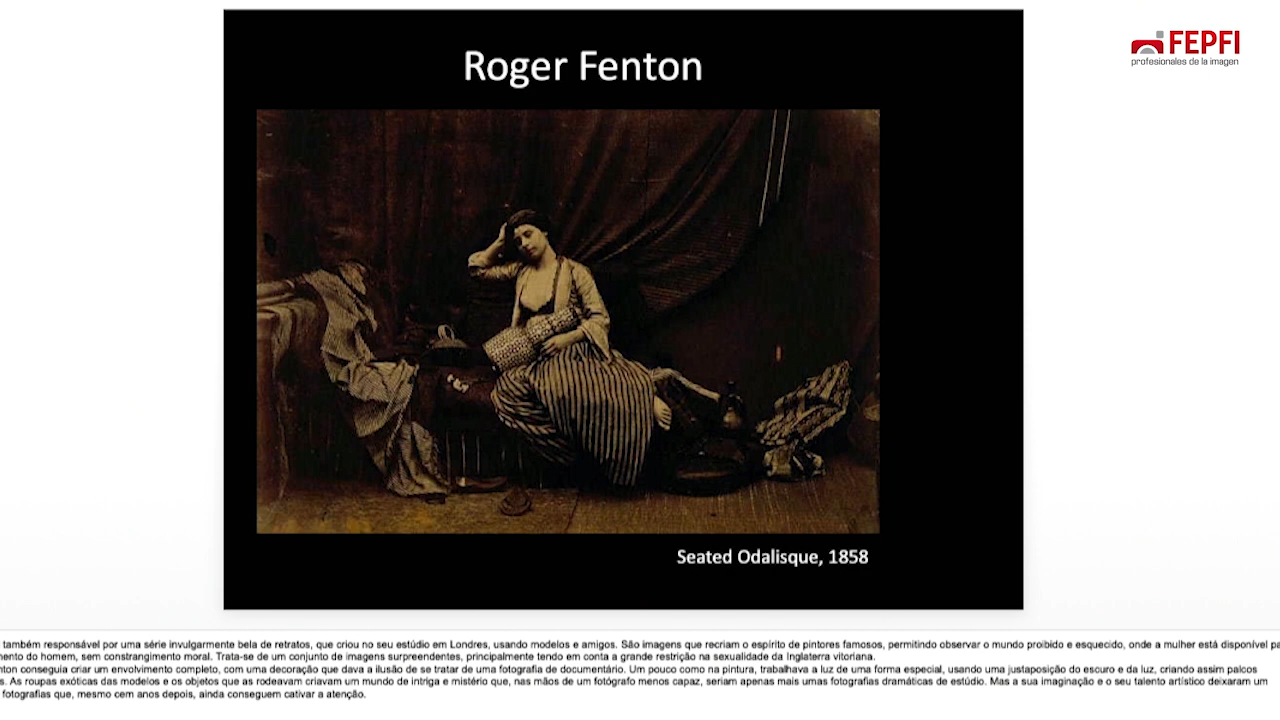 Roger Fenton
FEPFI
profesionales de la imagen
Seated Odalisque, 1858
também responsável por uma série invulgarmente bela de retratos, que criou no seu estúdio em Londres, usando modelos e amigos. São imagens que recriam o espírito de pintores famosos, permitindo observar o mundo proibido e esquecido, onde a mulher está disponível pa
mento do homem, sem constrangimento moral. Trata-se de um conjunto de imagens surpreendentes, principalmente tendo em conta a grande restrição na sexualidade da Inglaterra vitoriana.
nton conseguia criar um envolvimento completo, com uma decoração que dava a ilusão de se tratar de uma fotografia de documentário. Um pouco como na pintura, trabalhava a luz de uma forma especial, usando uma justaposição do escuro e da luz, criando assim palcos
s. As roupas exóticas das modelos e os objetos que as rodeavam criavam um mundo de intriga e mistério que, nas mãos de um fotógrafo menos capaz, seriam apenas mais umas fotografias dramáticas de estúdio. Mas a sua imaginação e o seu talento artístico deixaram um
fotografias que, mesmo cem anos depois, ainda conseguem cativar a atenção.